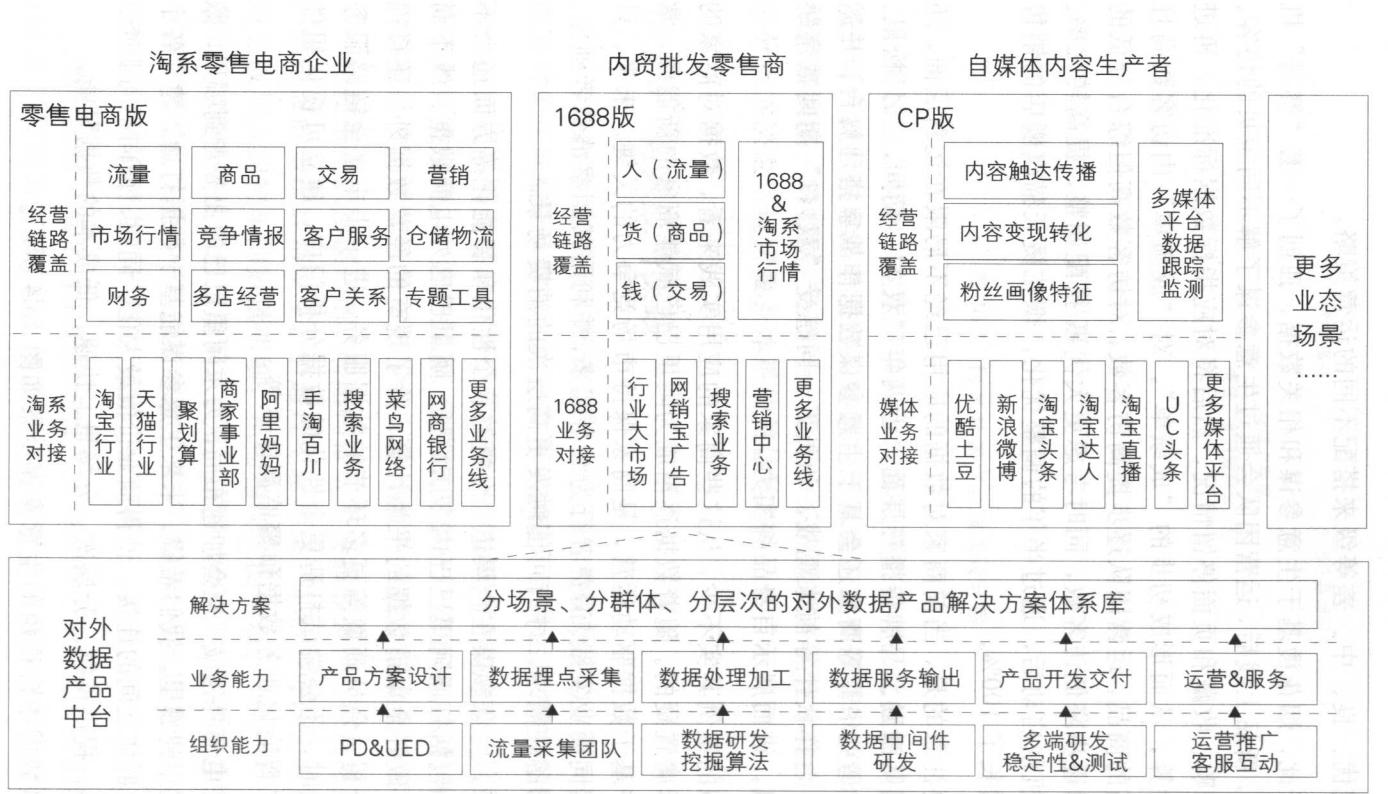 淘系零售电商企业
内贸批发零售商
自媒体内容生产者
零售电商版
经营
链路
覆盖
流量
商品
交易
营销
市场行情
竞争情报
客户服务
仓储物流
财务
多店经营
客户关系
专题工具
淘系
业务
对接
淘宝行业
天猫行业
聚划算
商家事业部
阿里妈妈
手淘百川
搜索业务
菜鸟网络
网商银行
更多业务线
1688版
经营
链路
覆盖
人（流量）
货（商品）
钱（交易）
1688
&
淘系
市场
行情
1688
业务
对接
行业大市场
网销宝广告
搜索业务
营销中心
更多业务线
CP版
经营
链路
覆盖
内容触达传播
内容变现转化
粉丝画像特征
多媒体
平台
数据
跟踪
监测
媒体
业务
对接
优酷土豆
新浪微博
淘宝头条
淘宝达人
淘宝直播
UC头条
更多媒体平台
更多
业态
场景
……
对外
数据
产品
中台
解决方案
分场景、分群体、分层次的对外数据产品解决方案体系库
业务能力
产品方案设计
数据埋点采集
数据处理加工
数据服务输出
产品开发交付
运营&服务
组织能力
PD&UED
流量采集团队
数据研发
挖掘算法
数据中间件
研发
多端研发
稳定性&测试
运营推广
客服互动